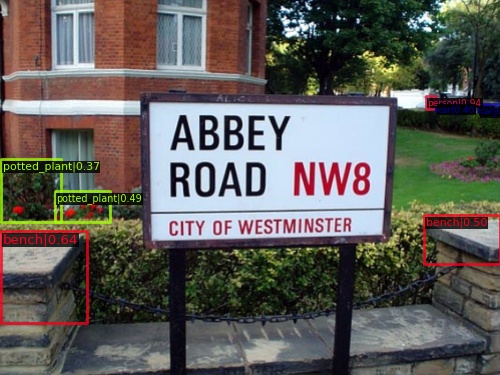 ABBEY
ROAD NW8
CITY OF WESTMINSTER
potted_plant|0.37
potted_plant|0.49
bench|0.64
bench|0.50
person|0.94